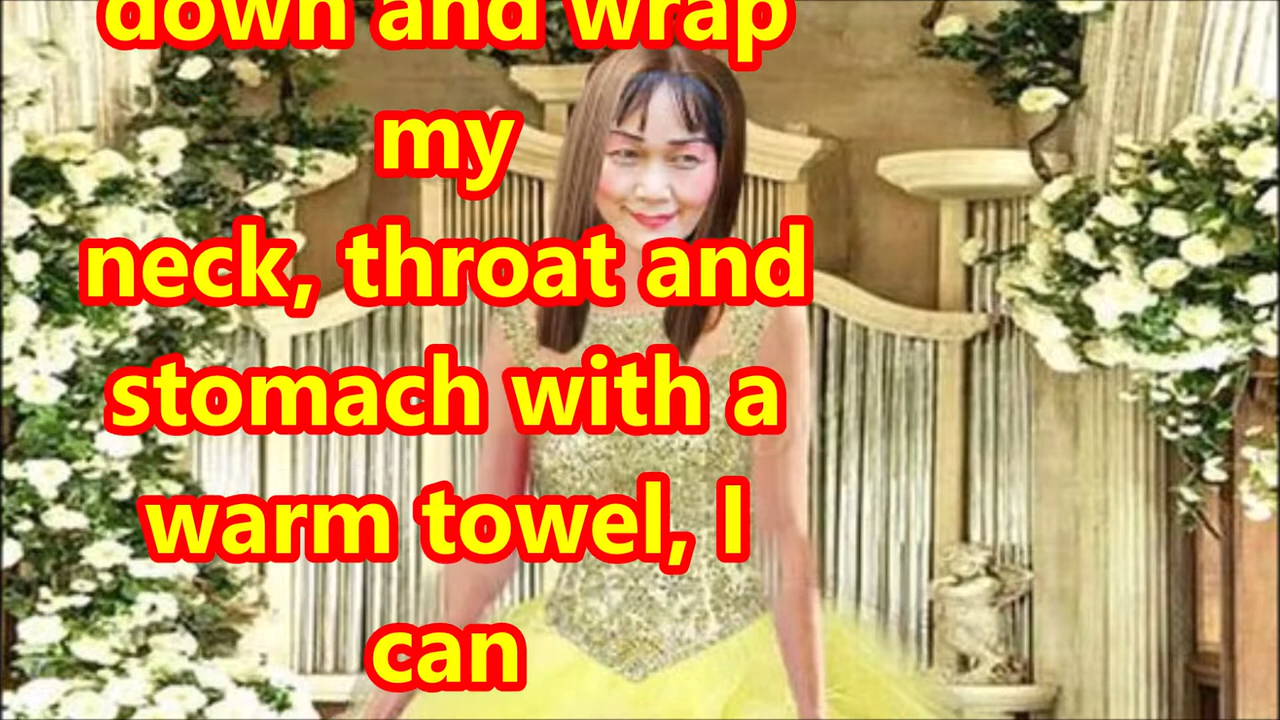 down and wrap
my
neck, throat and
stomach with a
warm towel, I
can